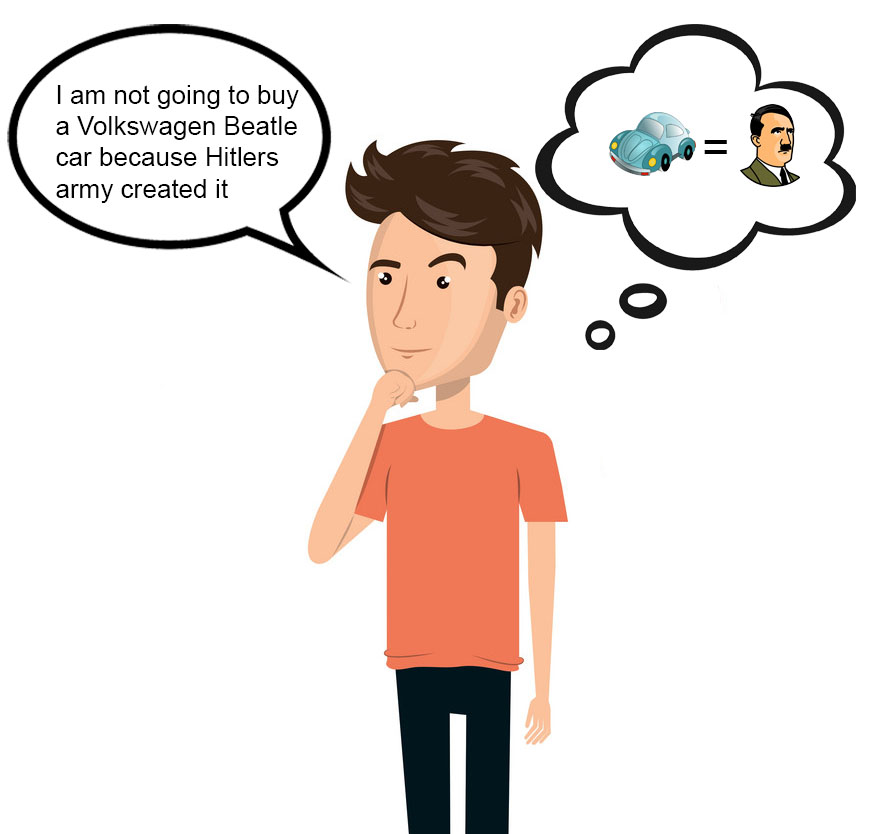 I am not going to buy
a Volkswagen Beatle
car because Hitlers
army created it
=